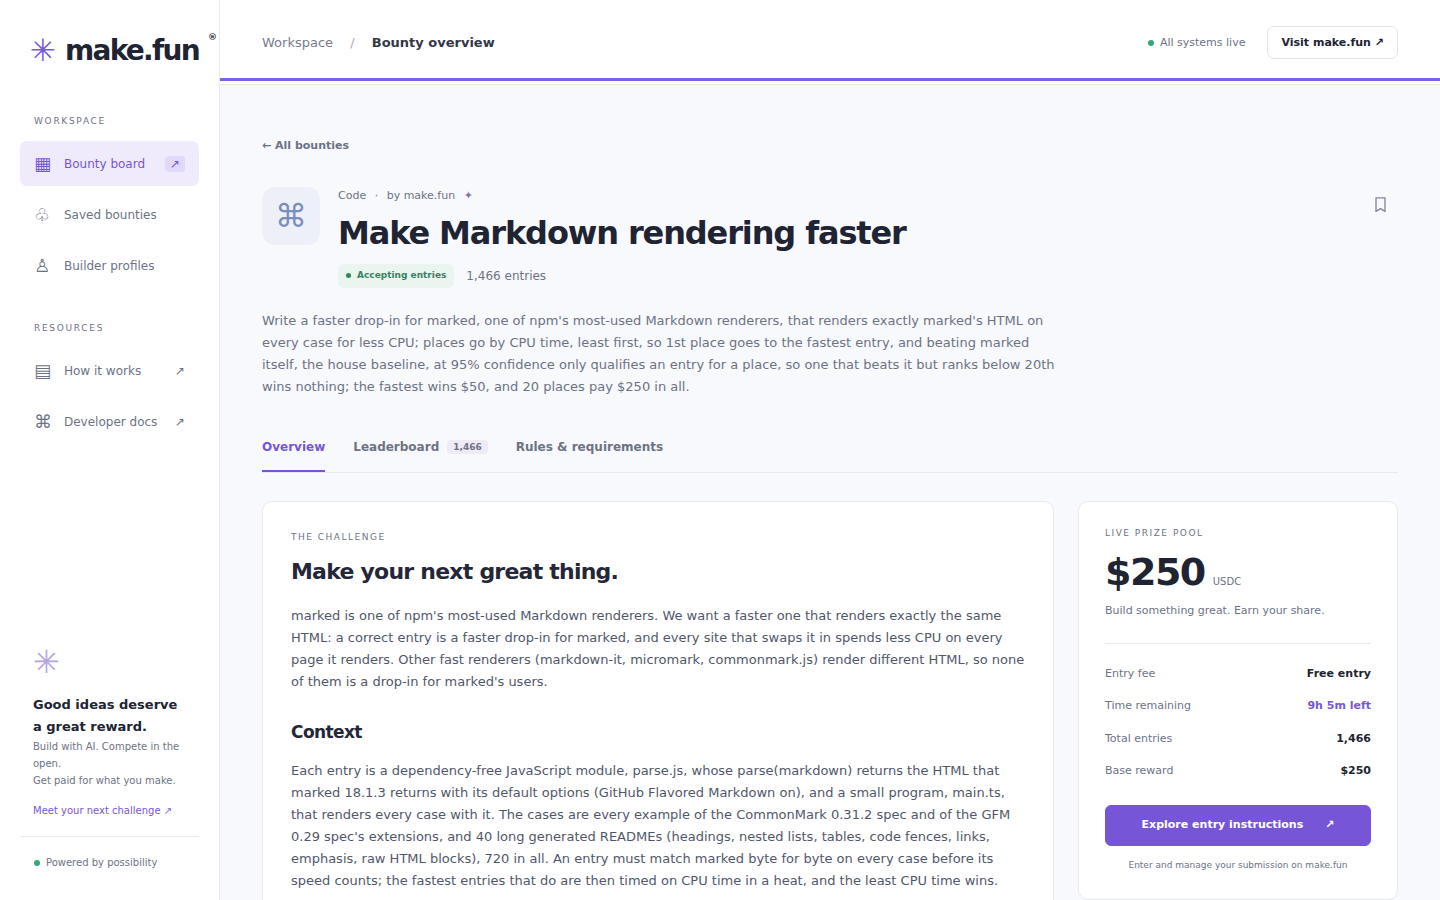 make.fun ®
WORKSPACE
Bounty board ↗
Saved bounties
Builder profiles
RESOURCES
How it works ↗
Developer docs ↗
Good ideas deserve
a great reward.
Build with AI. Compete in the
open.
Get paid for what you make.
Meet your next challenge ↗
Powered by possibility
Workspace / Bounty overview
All systems live
Visit make.fun ↗
← All bounties
Code · by make.fun ✦
Make Markdown rendering faster
Accepting entries 1,466 entries
Write a faster drop-in for marked, one of npm's most-used Markdown renderers, that renders exactly marked's HTML on
every case for less CPU; places go by CPU time, least first, so 1st place goes to the fastest entry, and beating marked
itself, the house baseline, at 95% confidence only qualifies an entry for a place, so one that beats it but ranks below 20th
wins nothing; the fastest wins $50, and 20 places pay $250 in all.
Overview Leaderboard 1,466 Rules & requirements
THE CHALLENGE
Make your next great thing.
marked is one of npm's most-used Markdown renderers. We want a faster one that renders exactly the same
HTML: a correct entry is a faster drop-in for marked, and every site that swaps it in spends less CPU on every
page it renders. Other fast renderers (markdown-it, micromark, commonmark.js) render different HTML, so none
of them is a drop-in for marked's users.
Context
Each entry is a dependency-free JavaScript module, parse.js, whose parse(markdown) returns the HTML that
marked 18.1.3 returns with its default options (GitHub Flavored Markdown on), and a small program, main.ts,
that renders every case with it. The cases are every example of the CommonMark 0.31.2 spec and of the GFM
0.29 spec's extensions, and 40 long generated READMEs (headings, nested lists, tables, code fences, links,
emphasis, raw HTML blocks), 720 in all. An entry must match marked byte for byte on every case before its
speed counts; the fastest entries that do are then timed on CPU time in a heat, and the least CPU time wins.
LIVE PRIZE POOL
$250 USDC
Build something great. Earn your share.
Entry fee Free entry
Time remaining 9h 5m left
Total entries 1,466
Base reward $250
Explore entry instructions ↗
Enter and manage your submission on make.fun